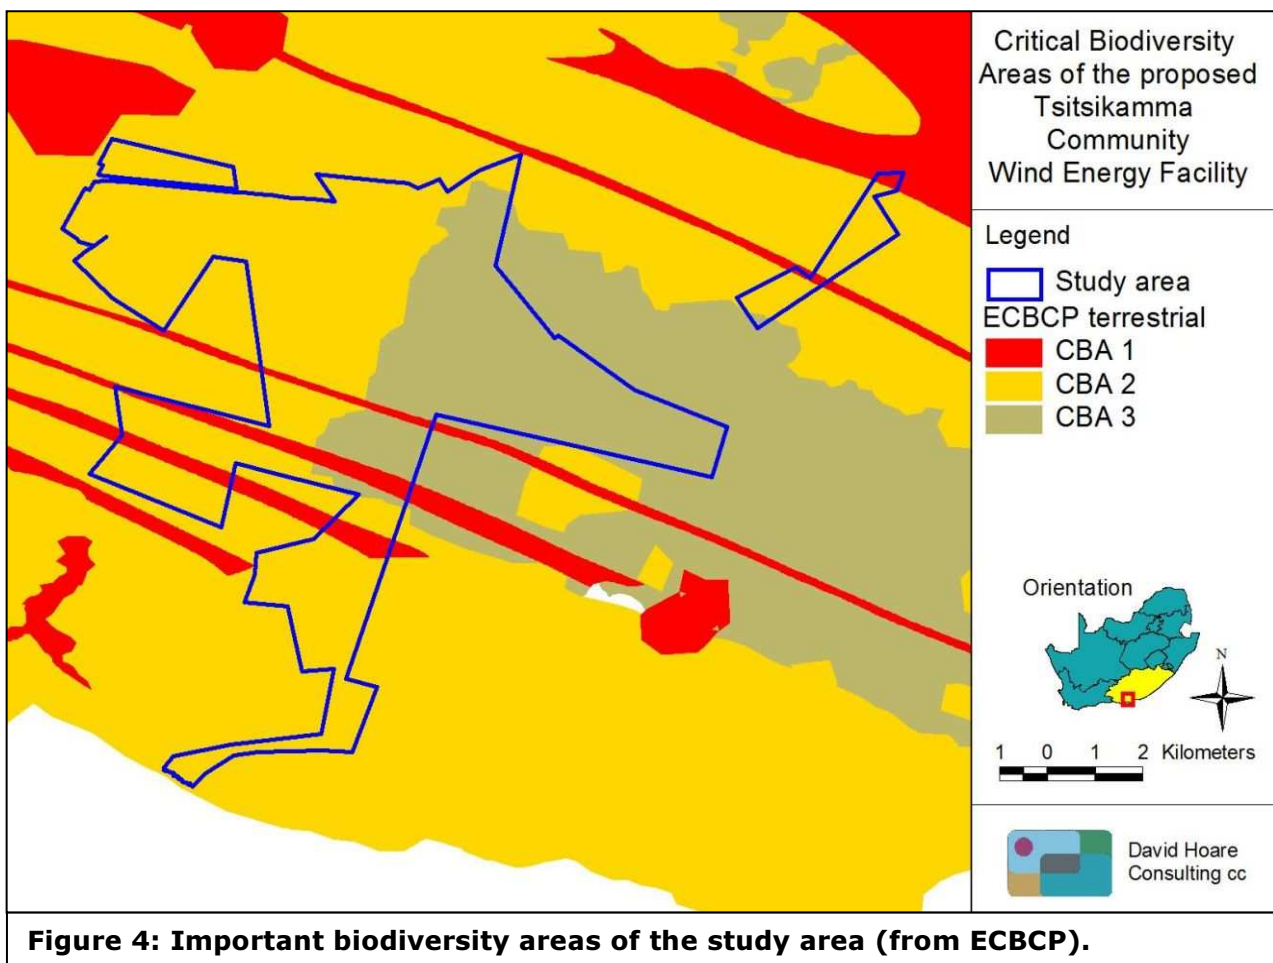 Critical Biodiversity
Areas of the proposed
Tsitsikamma
Community
Wind Energy Facility
Legend
Study area
ECBCP terrestrial
CBA 1
CBA 2
CBA 3
Orientation
N
1 0 1 2 Kilometers
David Hoare
Consulting cc
Figure 4: Important biodiversity areas of the study area (from ECBCP).